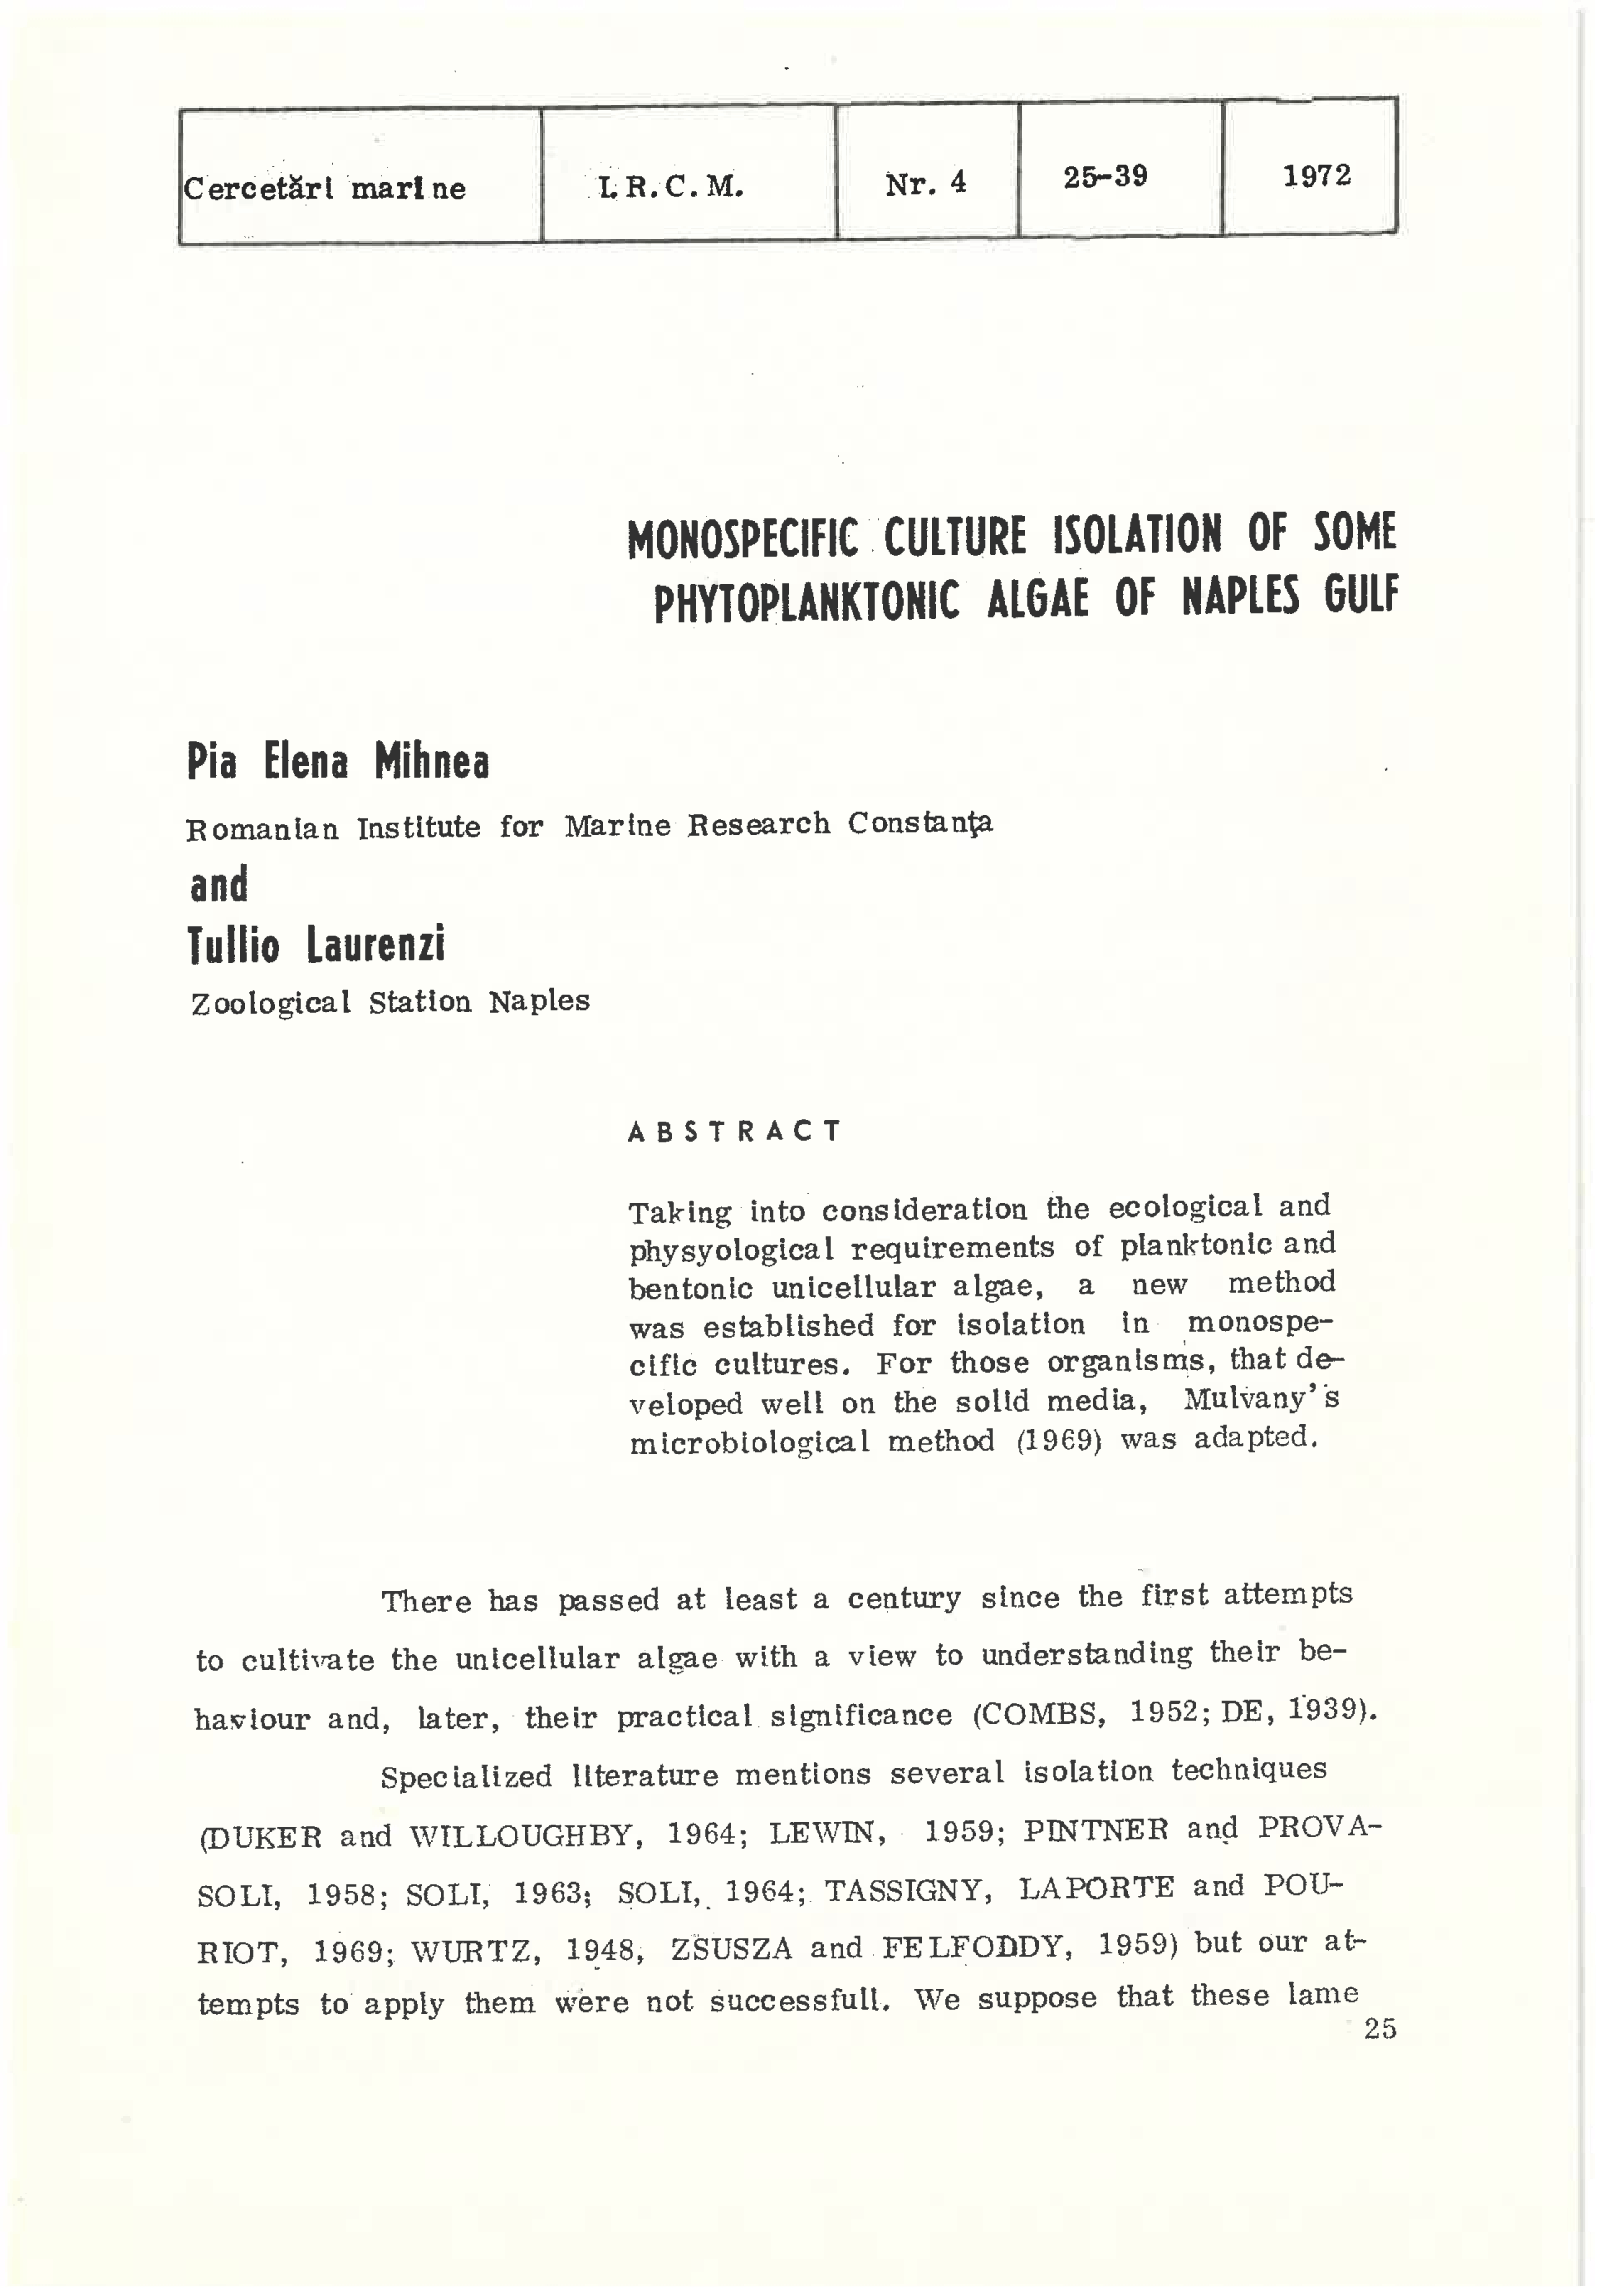 Cercetări marine I.R.C.M. Nr. 4 25-39 1972
MONOSPECIFIC CULTURE ISOLATION OF SOME
PHYTOPLANKTONIC ALGAE OF NAPLES GULF
Pia Elena Mihnea
Romanian Institute for Marine Research Constanţa
and
Tullio Laurenzi
Zoological Station Naples
ABSTRACT
Taking into consideration the ecological and
physyological requirements of planktonic and
bentonic unicellular algae, a new method
was established for isolation in monospe-
cific cultures. For those organisms, that de-
veloped well on the solid media, Mulvany's
microbiological method (1969) was adapted.
There has passed at least a century since the first attempts
to cultivate the unicellular algae with a view to understanding their be-
haviour and, later, their practical significance (COMBS, 1952; DE, 1939).
Specialized literature mentions several isolation techniques
(DUKER and WILLOUGHBY, 1964; LEWIN, 1959; PINTNER and PROVA-
SOLI, 1958; SOLI, 1963; SOLI, 1964; TASSIGNY, LAPORTE and POU-
RIOT, 1969; WURTZ, 1948, ZSUSZA and FELFODDY, 1959) but our at-
tempts to apply them were not successfull. We suppose that these lame
25